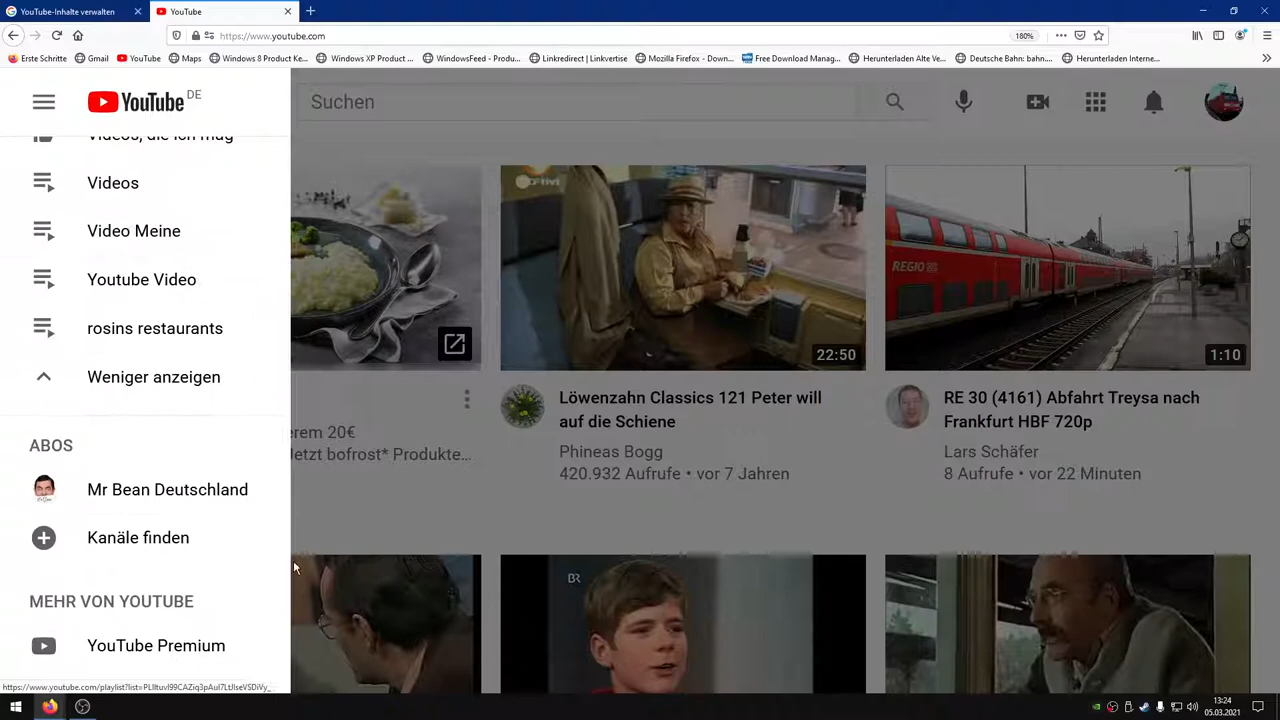 YouTube-Inhalte verwalten
YouTube
https://www.youtube.com
180%
Erste Schritte
Gmail
YouTube
Maps
Windows 8 Product Ke...
Windows XP Product ...
WindowsFeed - Produ...
Linkredirect | Linkvertise
Mozilla Firefox - Down...
Free Download Manag...
Herunterladen Alte Ve...
Deutsche Bahn: bahn....
Herunterladen Interne...
YouTube DE
Suchen
Videos, die ich mag
Videos
Video Meine
Youtube Video
rosins restaurants
Weniger anzeigen
ABOS
Mr Bean Deutschland
Kanäle finden
MEHR VON YOUTUBE
YouTube Premium
erem 20€
Jetzt bofrost* Produkte...
22:50
Löwenzahn Classics 121 Peter will
auf die Schiene
Phineas Bogg
420.932 Aufrufe • vor 7 Jahren
REGIO
1:10
RE 30 (4161) Abfahrt Treysa nach
Frankfurt HBF 720p
Lars Schäfer
8 Aufrufe • vor 22 Minuten
BR
13:24
05.03.2021